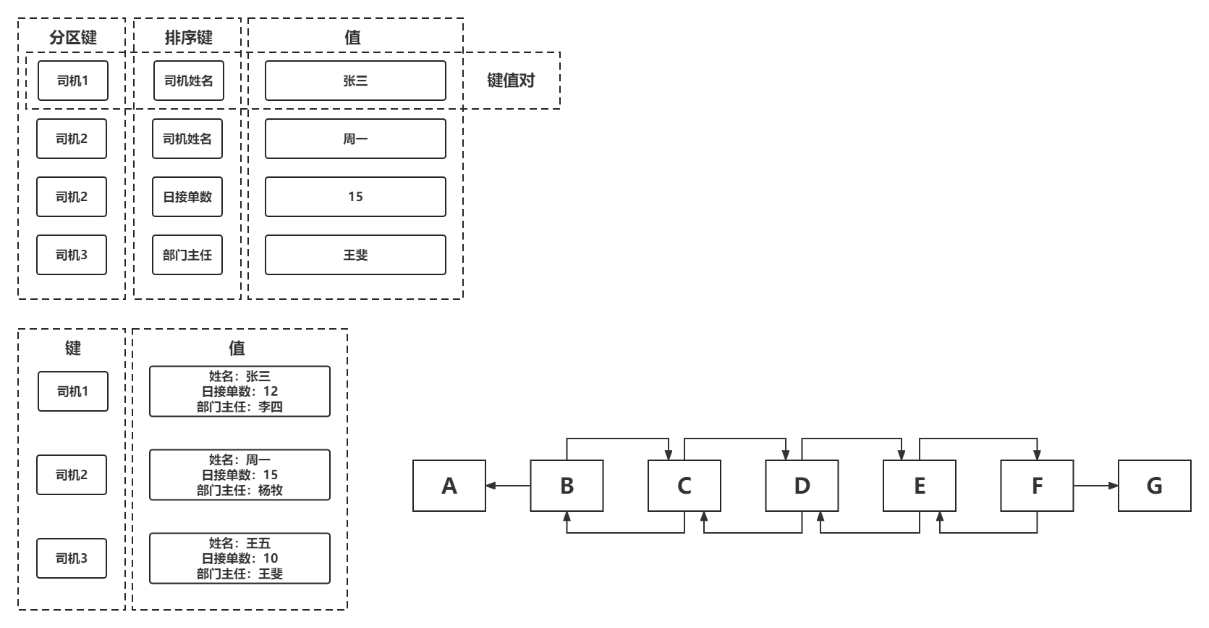 分区键
排序键
值
司机1
司机姓名
张三
键值对
司机2
司机姓名
周一
司机2
日接单数
15
司机3
部门主任
王斐
键
值
司机1
姓名：张三
日接单数：12
部门主任：李四
司机2
姓名：周一
日接单数：15
部门主任：杨牧
司机3
姓名：王五
日接单数：10
部门主任：王斐
A
B
C
D
E
F
G